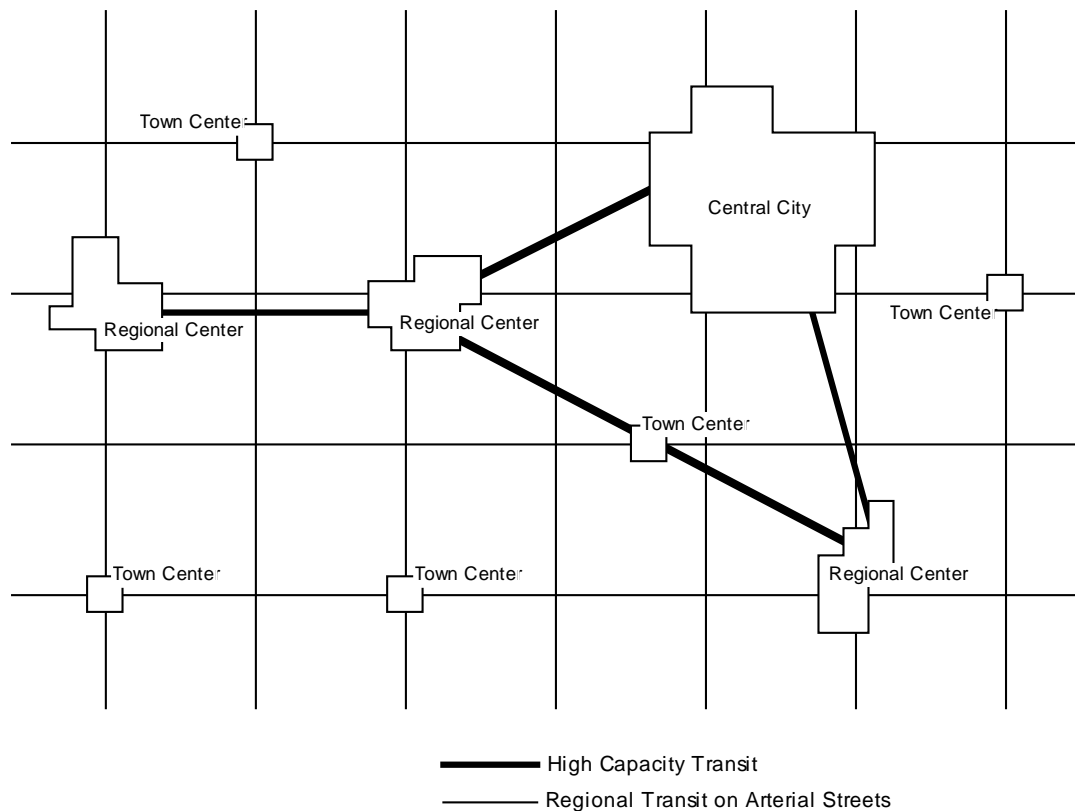 Town Center
Central City
Town Center
Regional Center
Regional Center
Town Center
Town Center
Town Center
Regional Center
High Capacity Transit
Regional Transit on Arterial Streets